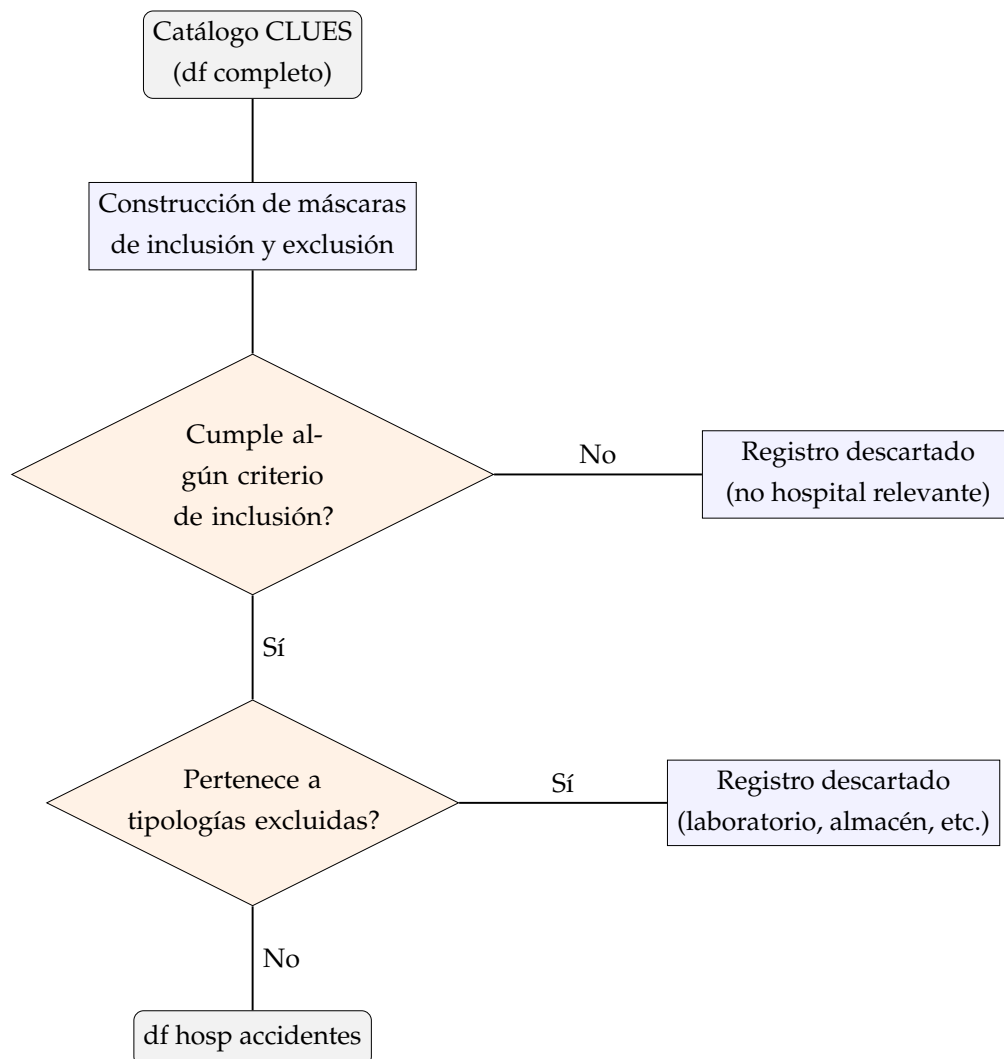 Catálogo CLUES
(df completo)
Construcción de máscaras
de inclusión y exclusión
Cumple al-
gún criterio
de inclusión?
No
Registro descartado
(no hospital relevante)
Sí
Pertenece a
tipologías excluidas?
Sí
Registro descartado
(laboratorio, almacén, etc.)
No
df hosp accidentes